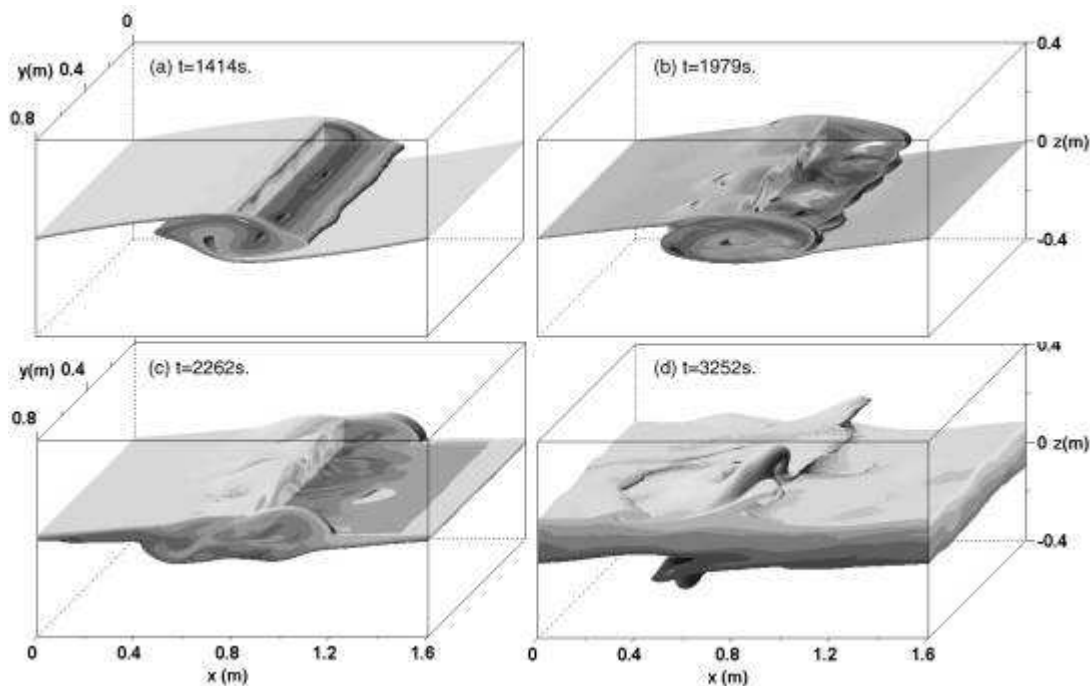 0
y(m) 0.4
0.8
(a) t=1414s.
(b) t=1979s.
0.4
0 z(m)
-0.4
y(m) 0.4
0.8
(c) t=2262s.
(d) t=3252s.
0.4
0 z(m)
-0.4
0 0.4 0.8 1.2 1.6
x (m)
0 0.4 0.8 1.2 1.6
x (m)